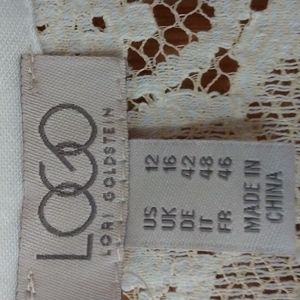 LOGO
LORI GOLDSTEIN
US 12
UK 16
DE 42
IT 48
FR 46
MADE IN
CHINA